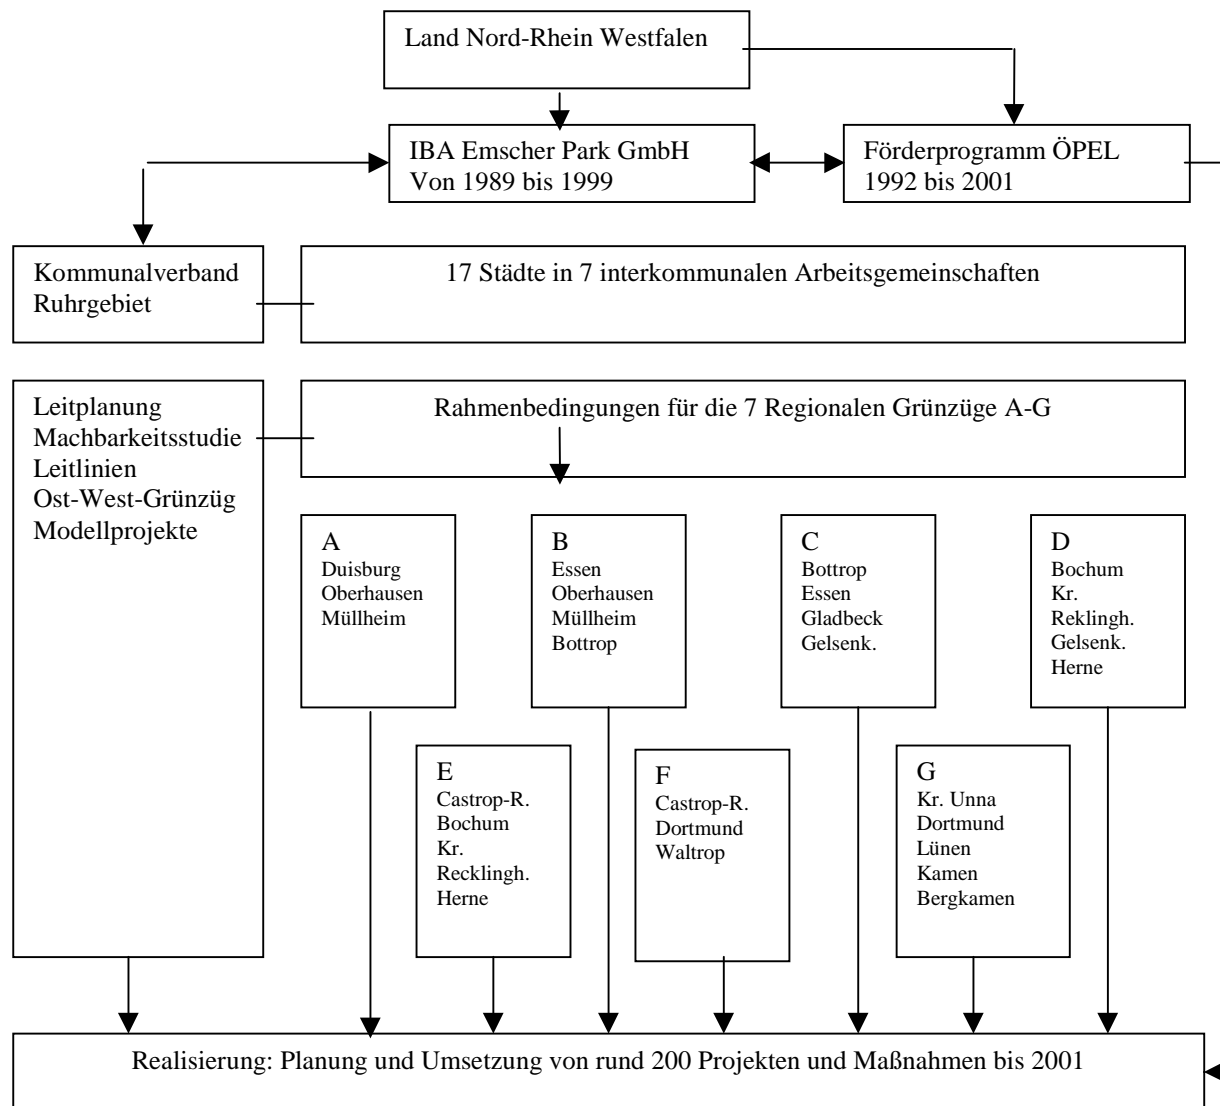 Land Nord-Rhein Westfalen
IBA Emscher Park GmbH
Von 1989 bis 1999
Förderprogramm ÖPEL
1992 bis 2001
Kommunalverband
Ruhrgebiet
17 Städte in 7 interkommunalen Arbeitsgemeinschaften
Leitplanung
Machbarkeitsstudie
Leitlinien
Ost-West-Grünzüg
Modellprojekte
Rahmenbedingungen für die 7 Regionalen Grünzüge A-G
A
Duisburg
Oberhausen
Müllheim
B
Essen
Oberhausen
Müllheim
Bottrop
C
Bottrop
Essen
Gladbeck
Gelsenk.
D
Bochum
Kr.
Reklingh.
Gelsenk.
Herne
E
Castrop-R.
Bochum
Kr.
Recklingh.
Herne
F
Castrop-R.
Dortmund
Waltrop
G
Kr. Unna
Dortmund
Lünen
Kamen
Bergkamen
Realisierung: Planung und Umsetzung von rund 200 Projekten und Maßnahmen bis 2001